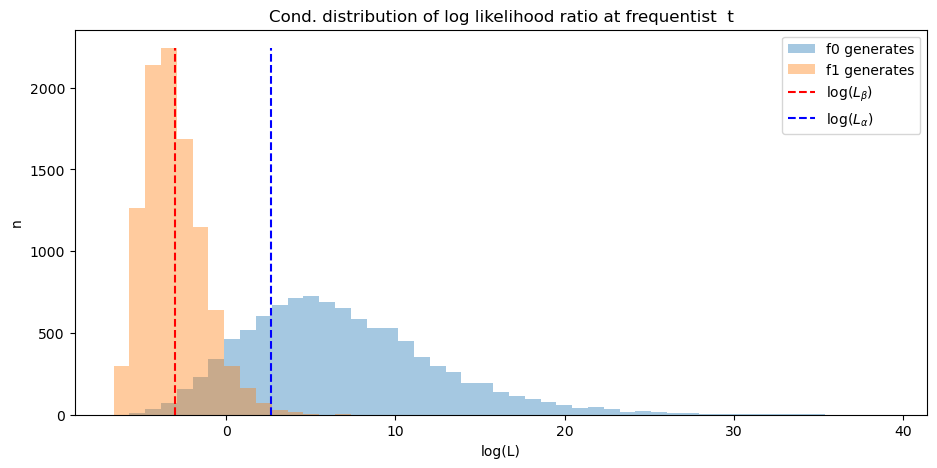 Cond. distribution of log likelihood ratio at frequentist  t
f0 generates
f1 generates
log(L_β)
log(L_α)
n
2000
1500
1000
500
0
0 10 20 30 40
log(L)